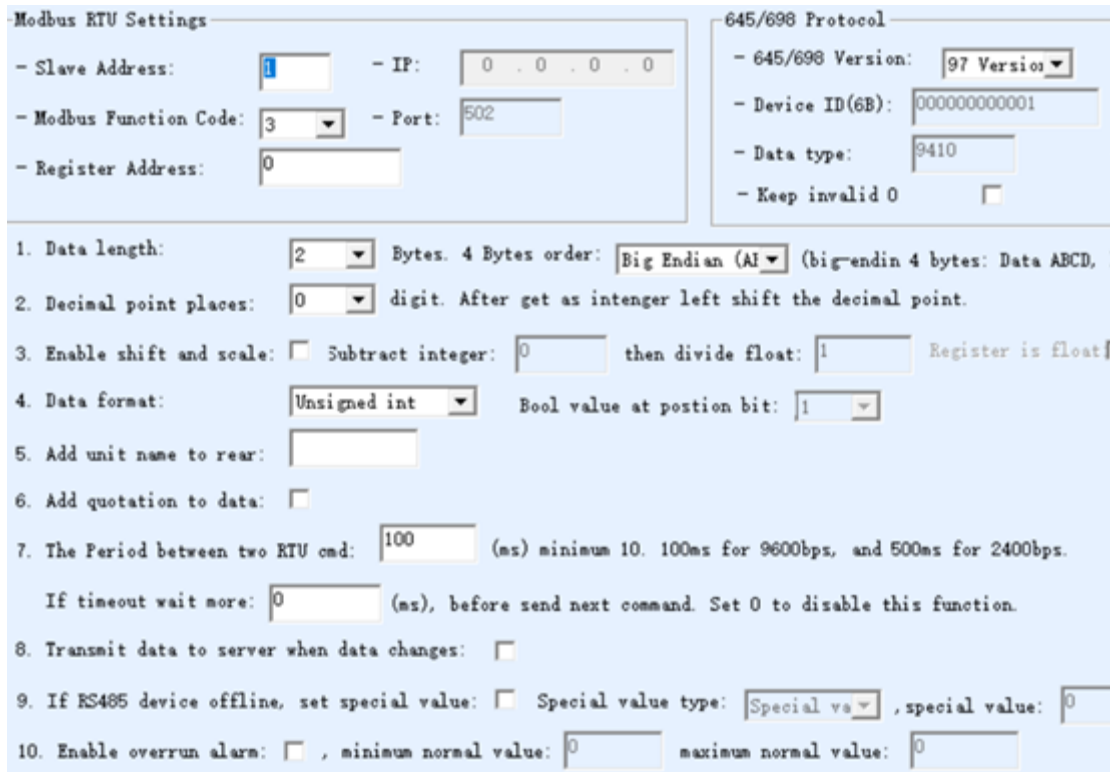 Modbus RTU Settings
- Slave Address: 1 - IP: 0 . 0 . 0 . 0
- Modbus Function Code: 3 - Port: 502
- Register Address: 0
645/698 Protocol
- 645/698 Version: 97 Version
- Device ID(6B): 000000000001
- Data type: 9410
- Keep invalid 0
1. Data length: 2 Bytes. 4 Bytes order: Big Endian (AB (big-endin 4 bytes: Data ABCD,
2. Decimal point places: 0 digit. After get as intenger left shift the decimal point.
3. Enable shift and scale: Subtract integer: 0 then divide float: 1 Register is float
4. Data format: Unsigned int Bool value at postion bit: 1
5. Add unit name to rear:
6. Add quotation to data:
7. The Period between two RTU cmd: 100 (ms) minimum 10. 100ms for 9600bps, and 500ms for 2400bps.
If timeout wait more: 0 (ms), before send next command. Set 0 to disable this function.
8. Transmit data to server when data changes:
9. If RS485 device offline, set special value: Special value type: Special va , special value: 0
10. Enable overrun alarm: , minimum normal value: 0 maximum normal value: 0